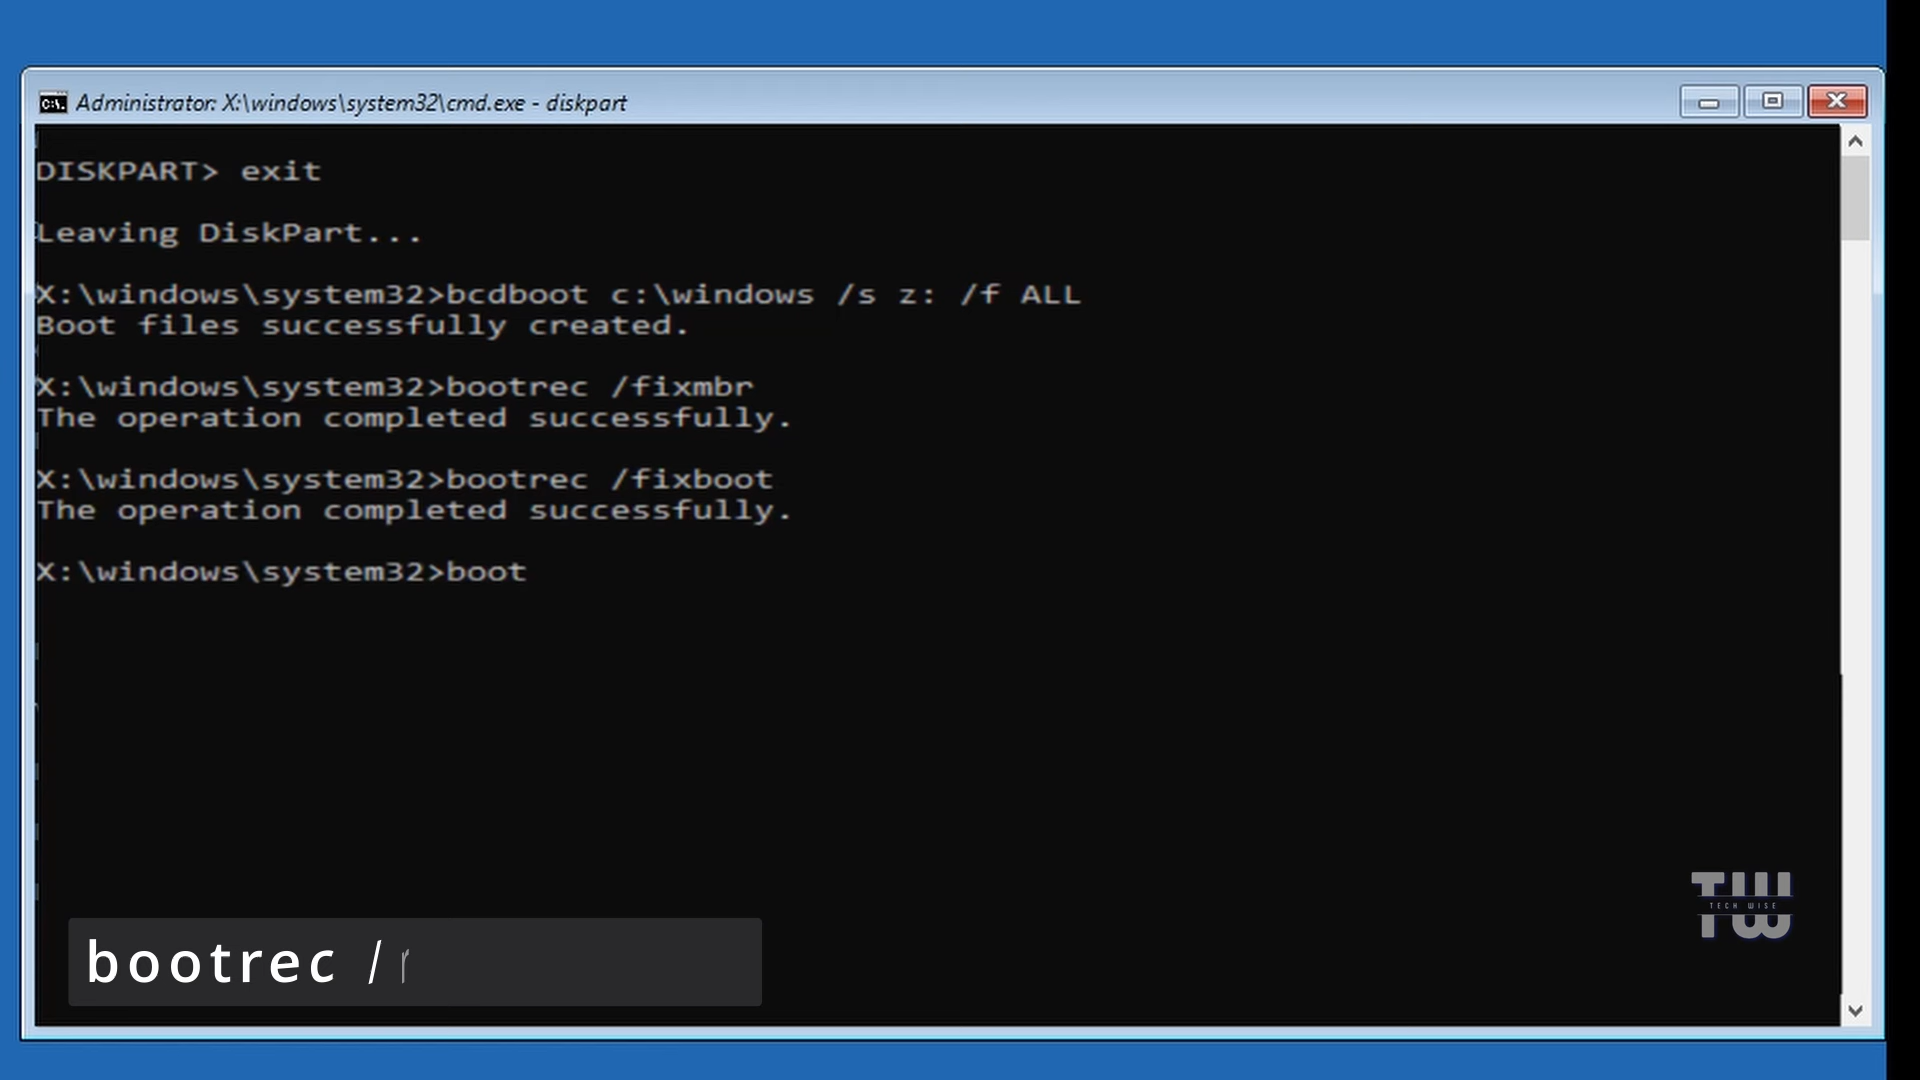 Administrator: X:\windows\system32\cmd.exe - diskpart
DISKPART> exit
Leaving DiskPart...
X:\windows\system32>bcdboot c:\windows /s z: /f ALL
Boot files successfully created.
X:\windows\system32>bootrec /fixmbr
The operation completed successfully.
X:\windows\system32>bootrec /fixboot
The operation completed successfully.
X:\windows\system32>boot
TW
TECH WISE
bootrec /r